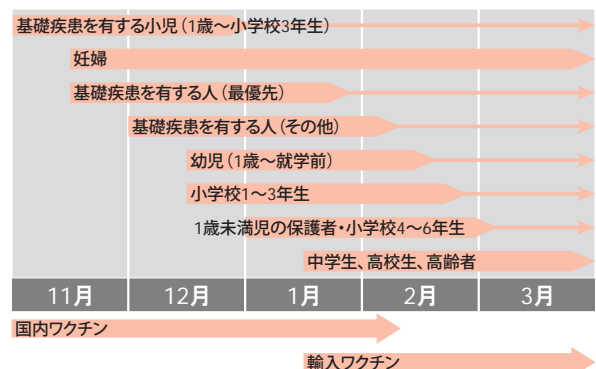 基礎疾患を有する小児（1歳～小学校3年生）
妊婦
基礎疾患を有する人（最優先）
基礎疾患を有する人（その他）
幼児（1歳～就学前）
小学校1～3年生
1歳未満児の保護者・小学校4～6年生
中学生、高校生、高齢者
11月 12月 1月 2月 3月
国内ワクチン
輸入ワクチン